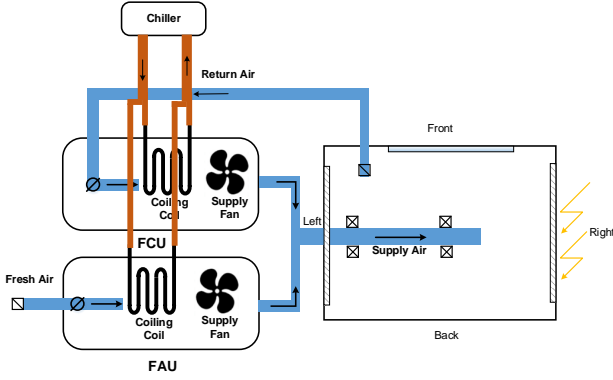 Chiller
Return Air
Front
Coiling
Coil
Supply
Fan
FCU
Left
Right
Supply Air
Fresh Air
Coiling
Coil
Supply
Fan
Back
FAU